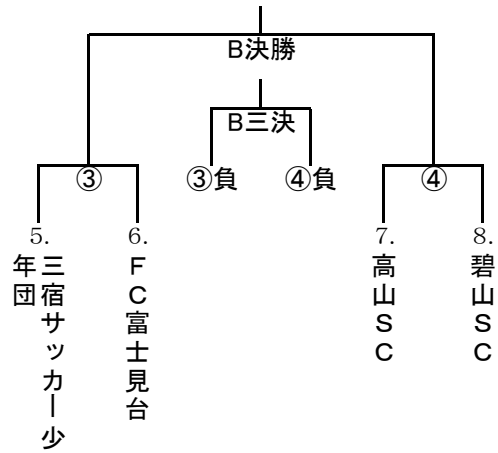 B決勝
B三決
③
③負
④負
④
5.
6.
7.
8.
三宿サッカー少
年団
FC富士見台
高山SC
碧山SC